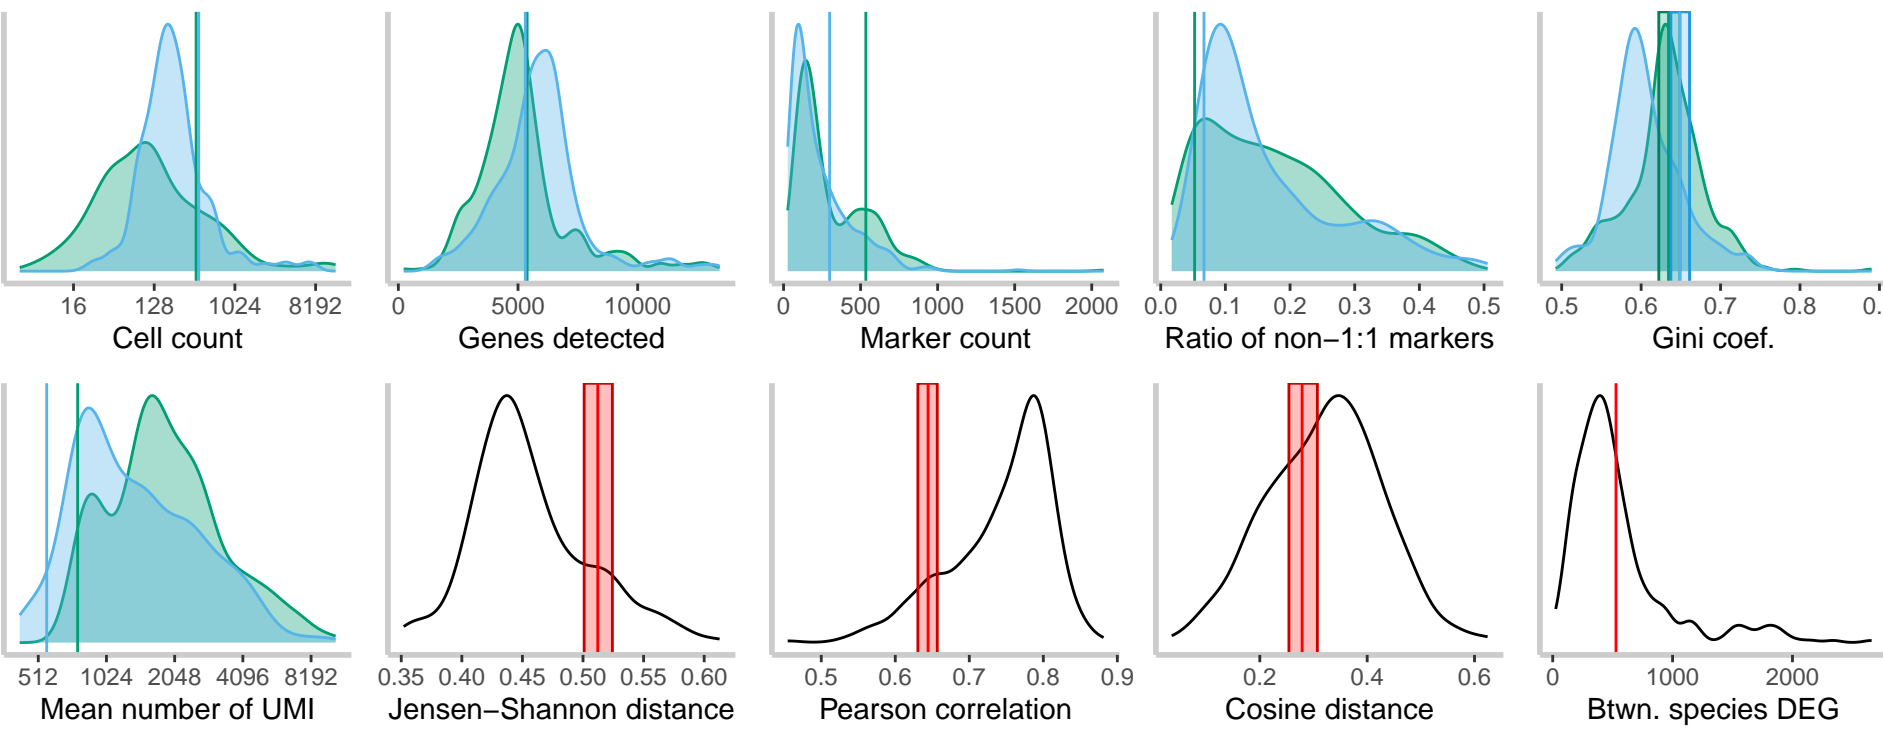 16 128 1024 8192
Cell count
0 5000 10000
Genes detected
0 500 1000 1500 2000
Marker count
0.0 0.1 0.2 0.3 0.4 0.5
Ratio of non−1:1 markers
0.5 0.6 0.7 0.8 0.
Gini coef.
512 1024 2048 4096 8192
Mean number of UMI
0.35 0.40 0.45 0.50 0.55 0.60
Jensen−Shannon distance
0.5 0.6 0.7 0.8 0.9
Pearson correlation
0.2 0.4 0.6
Cosine distance
0 1000 2000
Btwn. species DEG